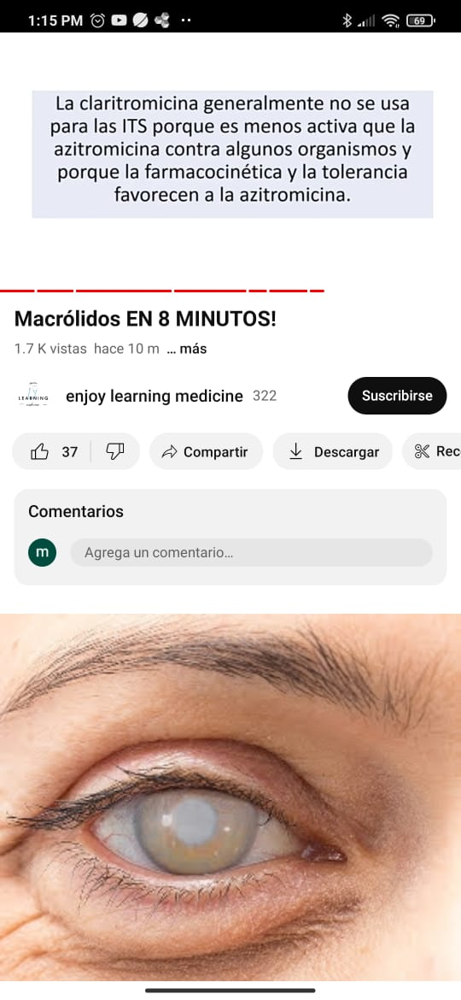 1:15 PM
69
La claritromicina generalmente no se usa
para las ITS porque es menos activa que la
azitromicina contra algunos organismos y
porque la farmacocinética y la tolerancia
favorecen a la azitromicina.
Macrólidos EN 8 MINUTOS!
1.7 K vistas hace 10 m ... más
LEARNING
enjoy learning medicine 322
Suscribirse
37
Compartir
Descargar
Rec
Comentarios
m
Agrega un comentario...